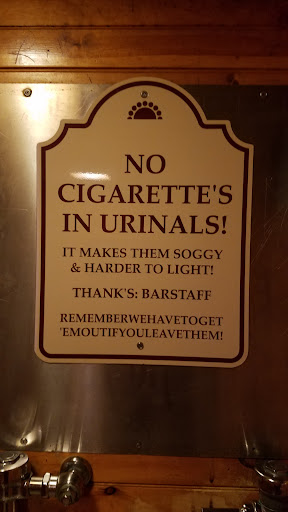 NO
CIGARETTE'S
IN URINALS!
IT MAKES THEM SOGGY
& HARDER TO LIGHT!
THANK'S: BARSTAFF
REMEMBERWEHAVETOGET
'EMOUTIFYOULEAVETHEM!